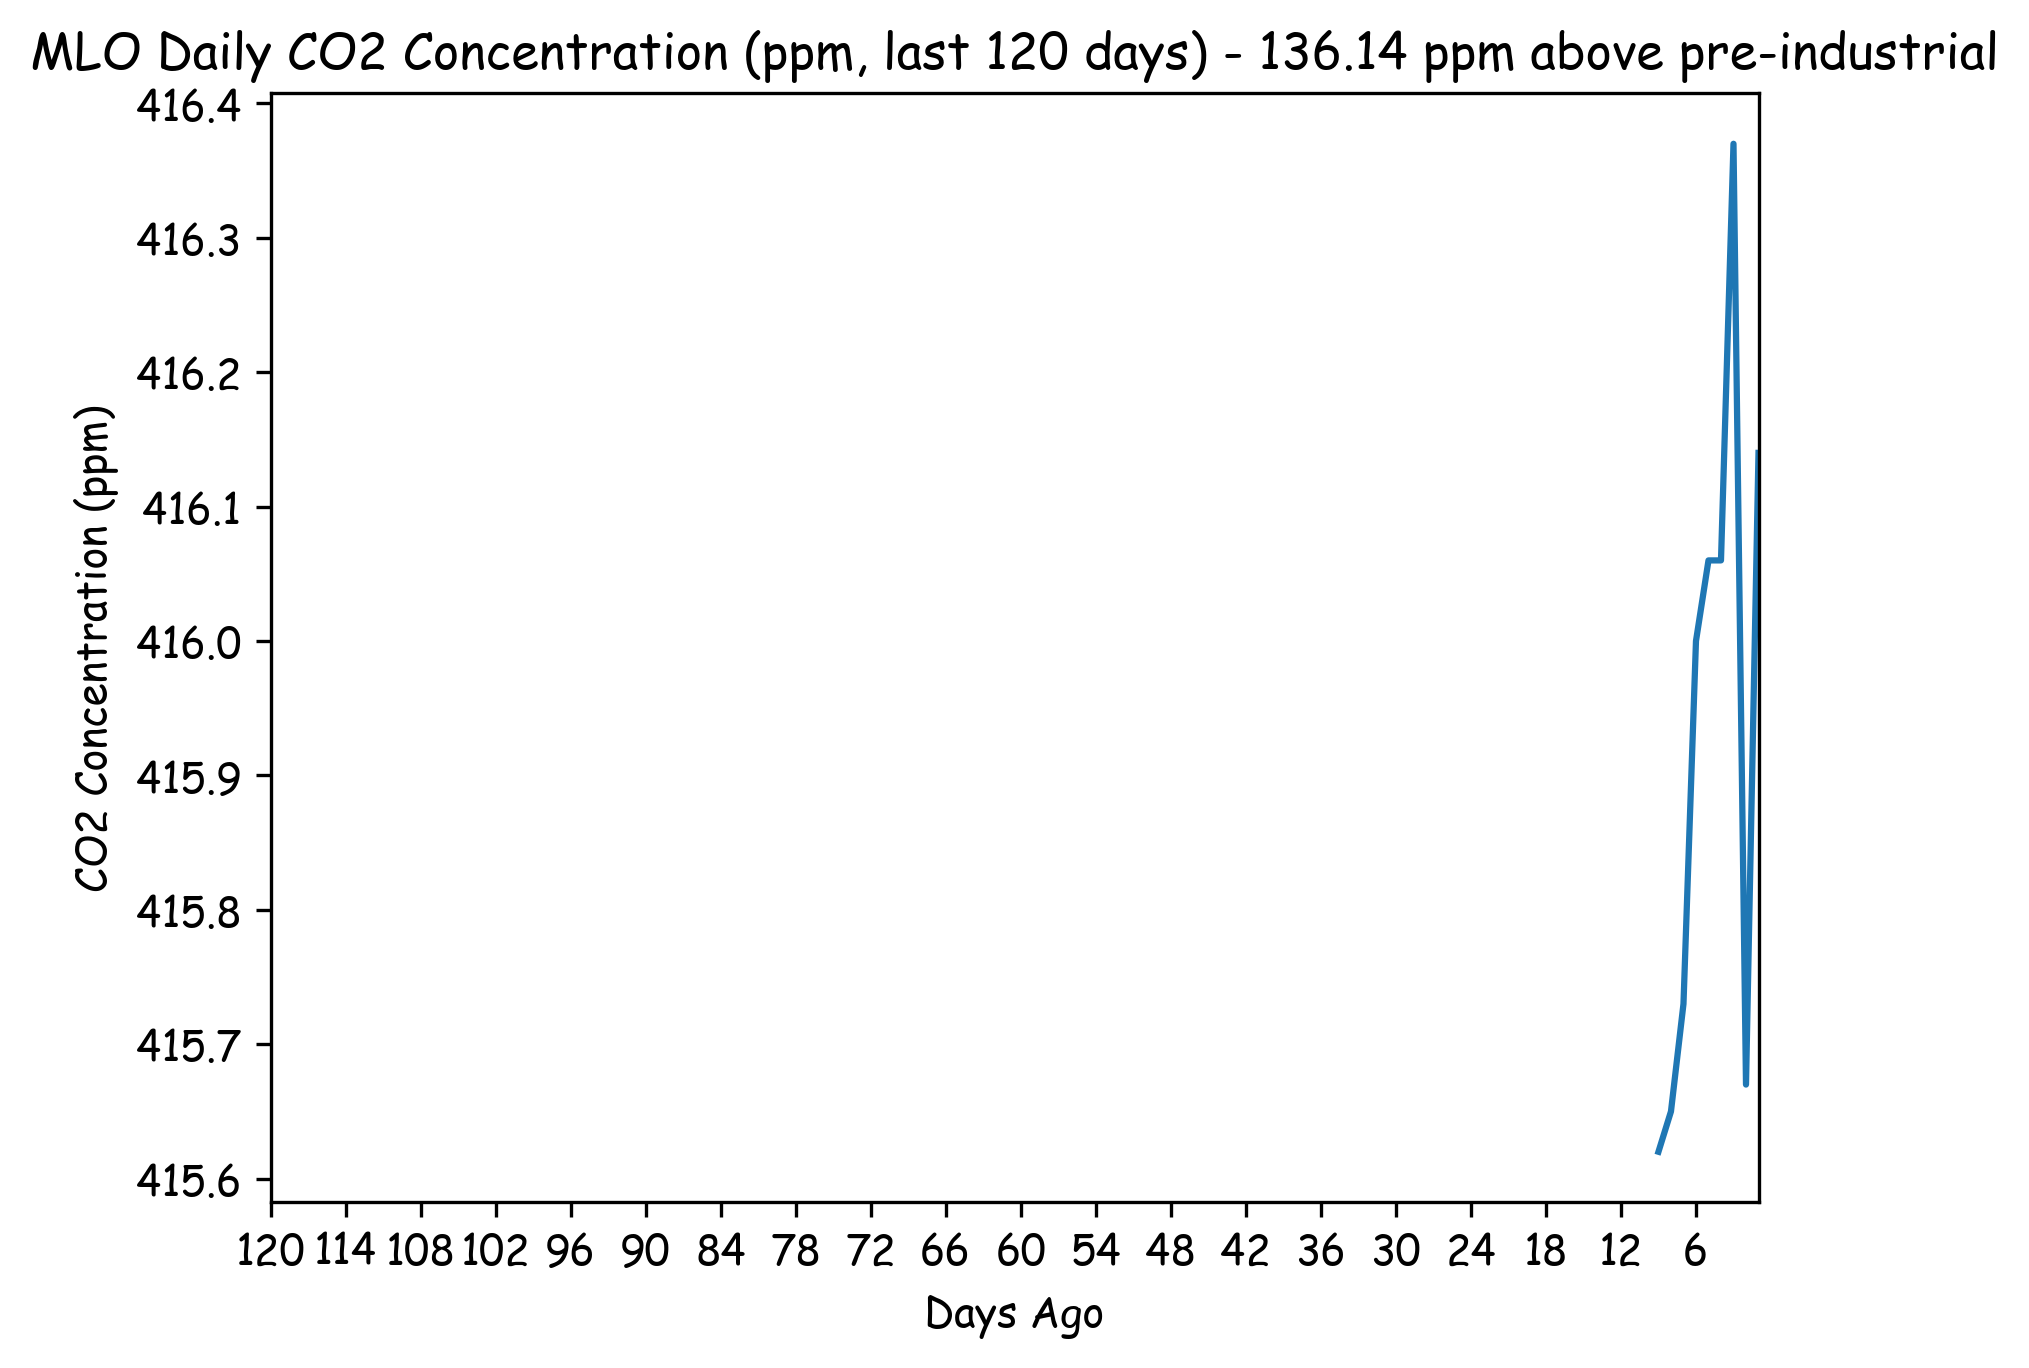 MLO Daily CO2 Concentration (ppm, last 120 days) - 136.14 ppm above pre-industrial
416.4
416.3
416.2
416.1
416.0
415.9
415.8
415.7
415.6
CO2 Concentration (ppm)
120 114 108 102 96 90 84 78 72 66 60 54 48 42 36 30 24 18 12 6
Days Ago